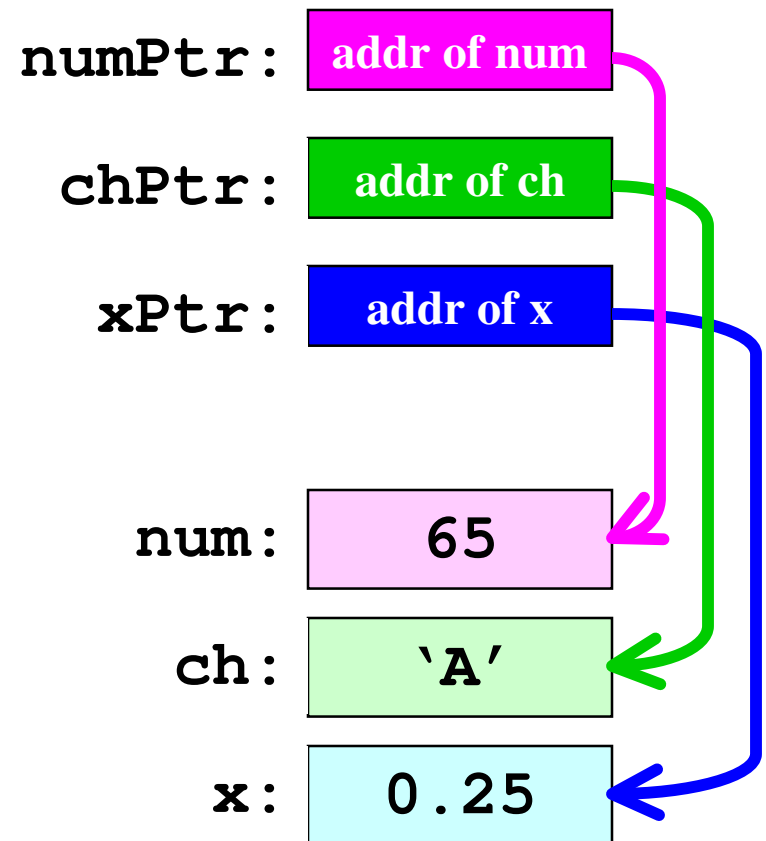 numPtr: addr of num
chPtr: addr of ch
xPtr: addr of x
num: 65
ch: ‘A’
x: 0.25